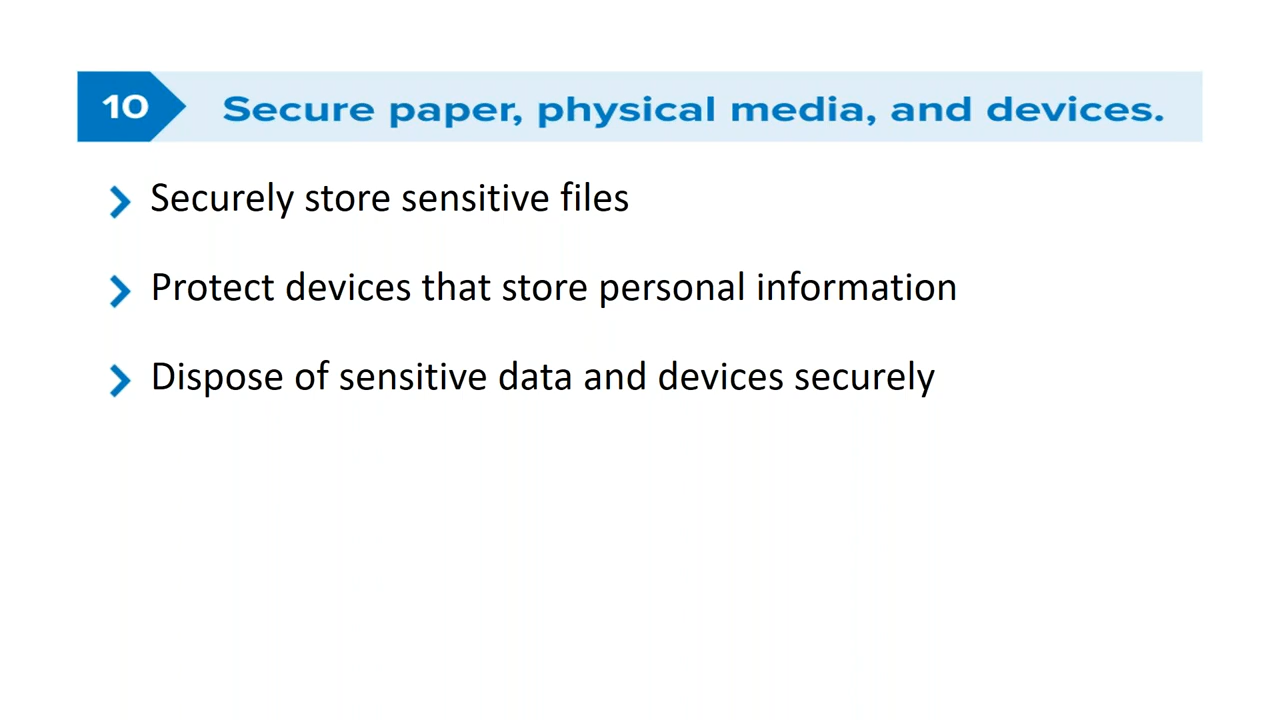 10 Secure paper, physical media, and devices.
Securely store sensitive files
Protect devices that store personal information
Dispose of sensitive data and devices securely